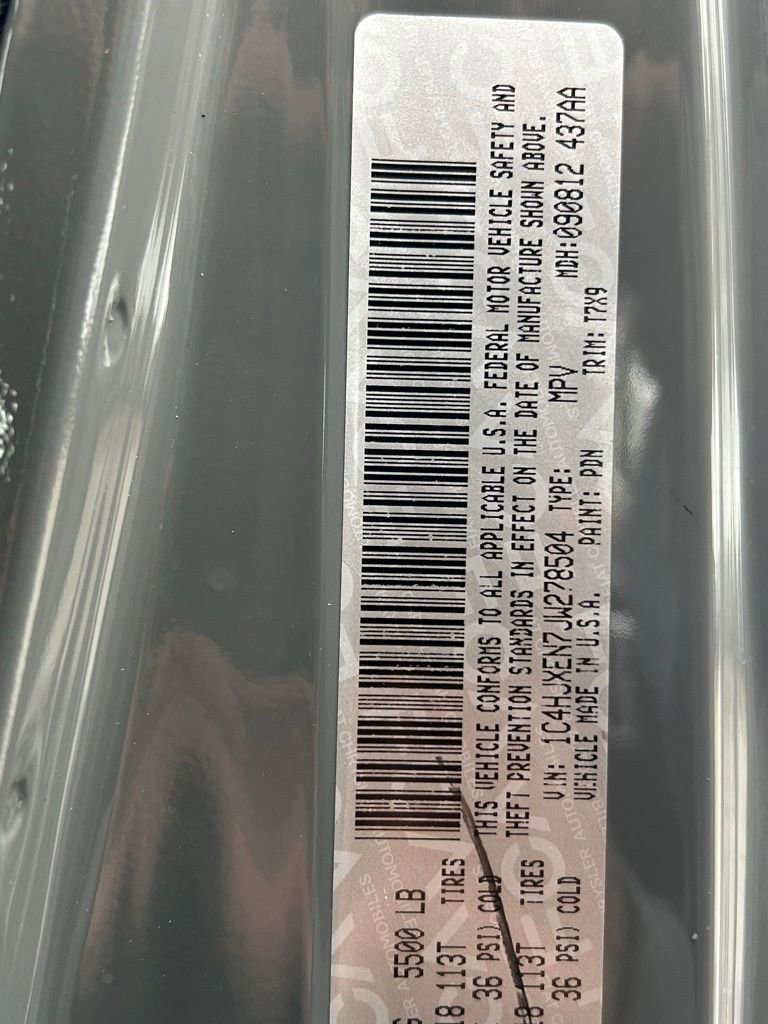 5500 LB
18 113T TIRES
36 PSI) COLD
18 113T TIRES
36 PSI) COLD
THIS VEHICLE CONFORMS TO ALL APPLICABLE U.S.A. FEDERAL MOTOR VEHICLE SAFETY AND
THEFT PREVENTION STANDARDS IN EFFECT ON THE DATE OF MANUFACTURE SHOWN ABOVE.
VIN: 1C4HJXEN7JW278504 TYPE: MPV MDH:090812 437AA
VEHICLE MADE IN U.S.A. PAINT: PDN TRIM: T7X9